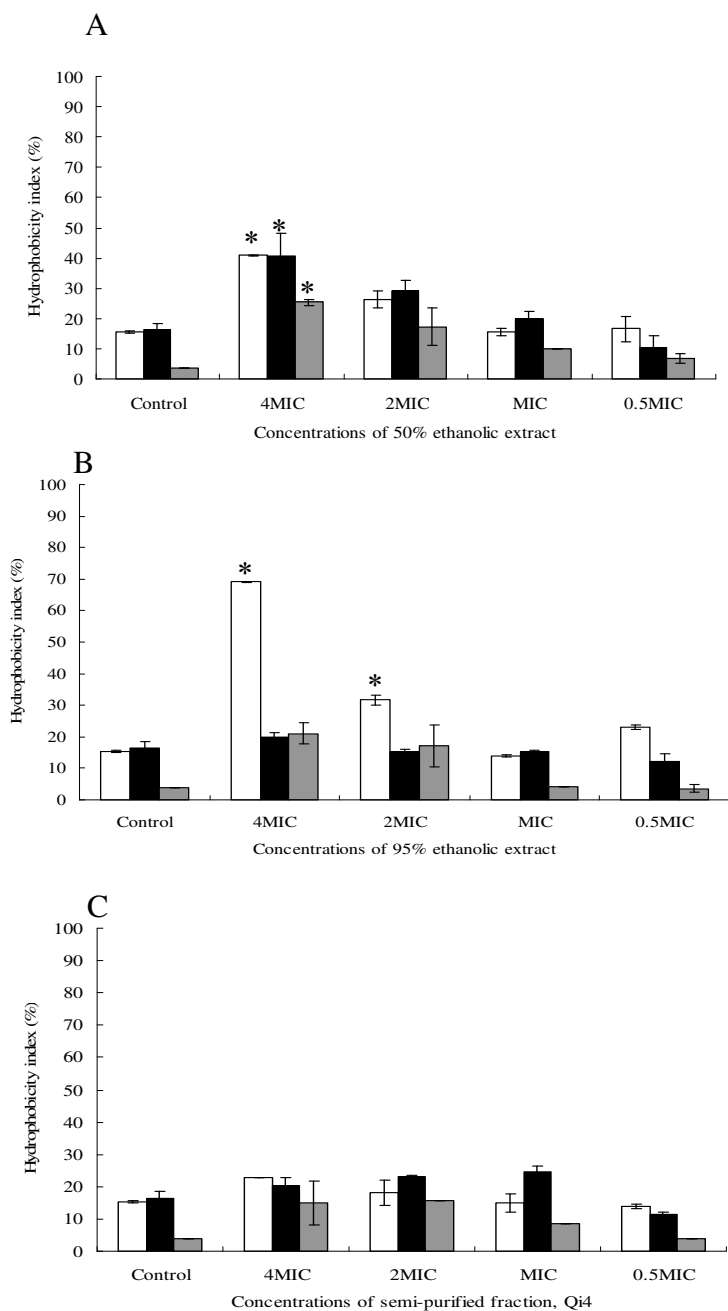 A
Hydrophobicity index (%)
100
90
80
70
60
50
40
30
20
10
0
* * *
Control 4MIC 2MIC MIC 0.5MIC
Concentrations of 50% ethanolic extract
B
Hydrophobicity index (%)
100
90
80
70
60
50
40
30
20
10
0
* *
Control 4MIC 2MIC MIC 0.5MIC
Concentrations of 95% ethanolic extract
C
Hydrophobicity index (%)
100
90
80
70
60
50
40
30
20
10
0
Control 4MIC 2MIC MIC 0.5MIC
Concentrations of semi-purified fraction, Qi4